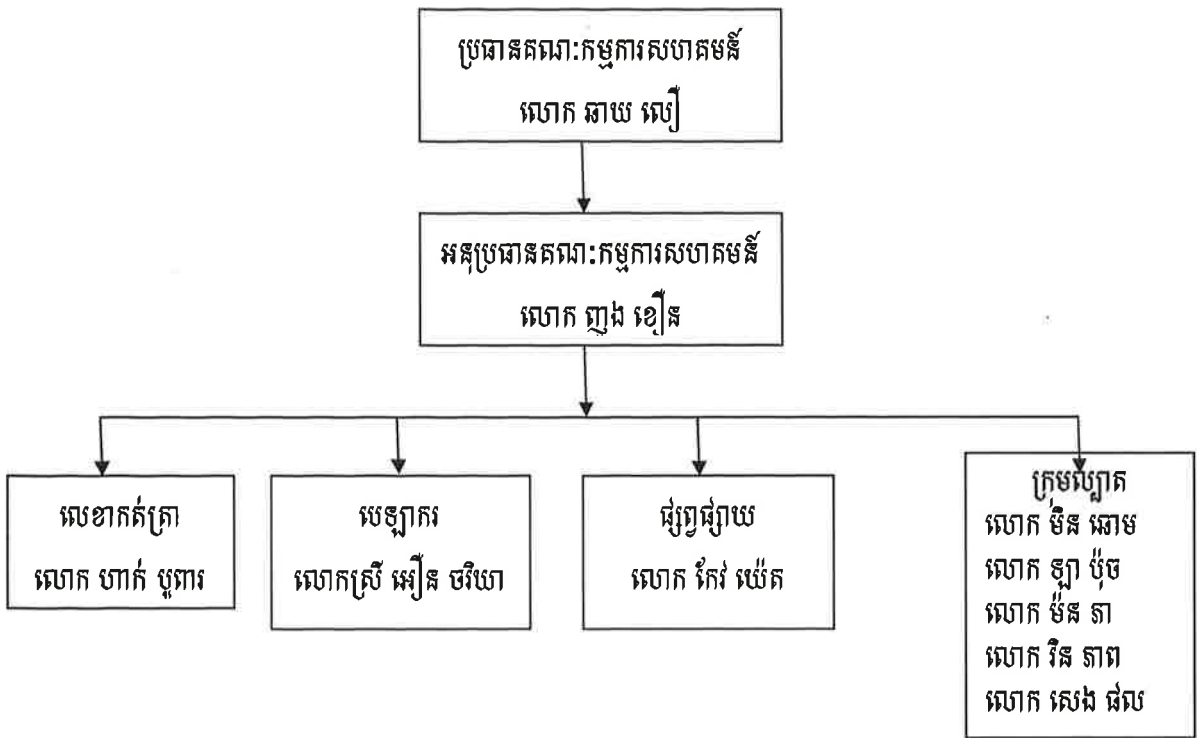 ប្រធានគណៈកម្មការសហគមន៍
លោក ឆាយ លឿ
អនុប្រធានគណៈកម្មការសហគមន៍
លោក ញូង ខឿន
លេខាកត់ត្រា
លោក ហាក់ បូពារ
បេឡាករ
លោកស្រី អឿន ចរិយា
ផ្សព្វផ្សាយ
លោក កែវ យ៉េត
ក្រុមល្បាត
លោក ម៉ិន ឆោម
លោក ឡា ប៉ុច
លោក ម៉ន ភា
លោក វិន ភាព
លោក សេង ផល